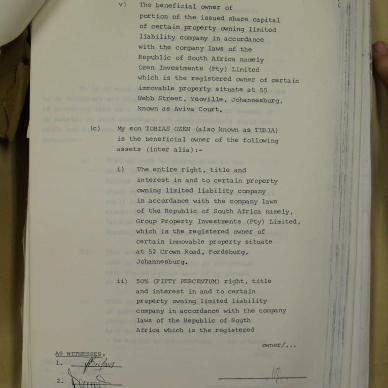 v) The beneficial owner of
portion of the issued share capital
of certain property owning limited
liability company in accordance
with the company laws of the
Republic of South Africa namely
Ozen Investments (Pty) Limited
which is the registered owner of certain
immovable property situate at 55
Webb Street, Yeoville, Johannesburg,
known as Aviva Court.
(c) My son TOBIAS OZEN (also known as TUBIA)
is the beneficial owner of the following
assets (inter alia):-
i) The entire right, title and
interest in and to certain property
owning limited liability company
in accordance with the company laws
of the Republic of South Africa namely,
Group Property Investments (Pty) Limited,
which is the registered owner of
certain immovable property situate
at 52 Crown Road, Fordsburg,
Johannesburg.
ii) 50% (FIFTY PERCENTUM) right, title
and interest in and to certain
property owning limited liability
company in accordance with the company
laws of the Republic of South
Africa which is the registered
owner/...
AS WITNESSES.
1.
2.